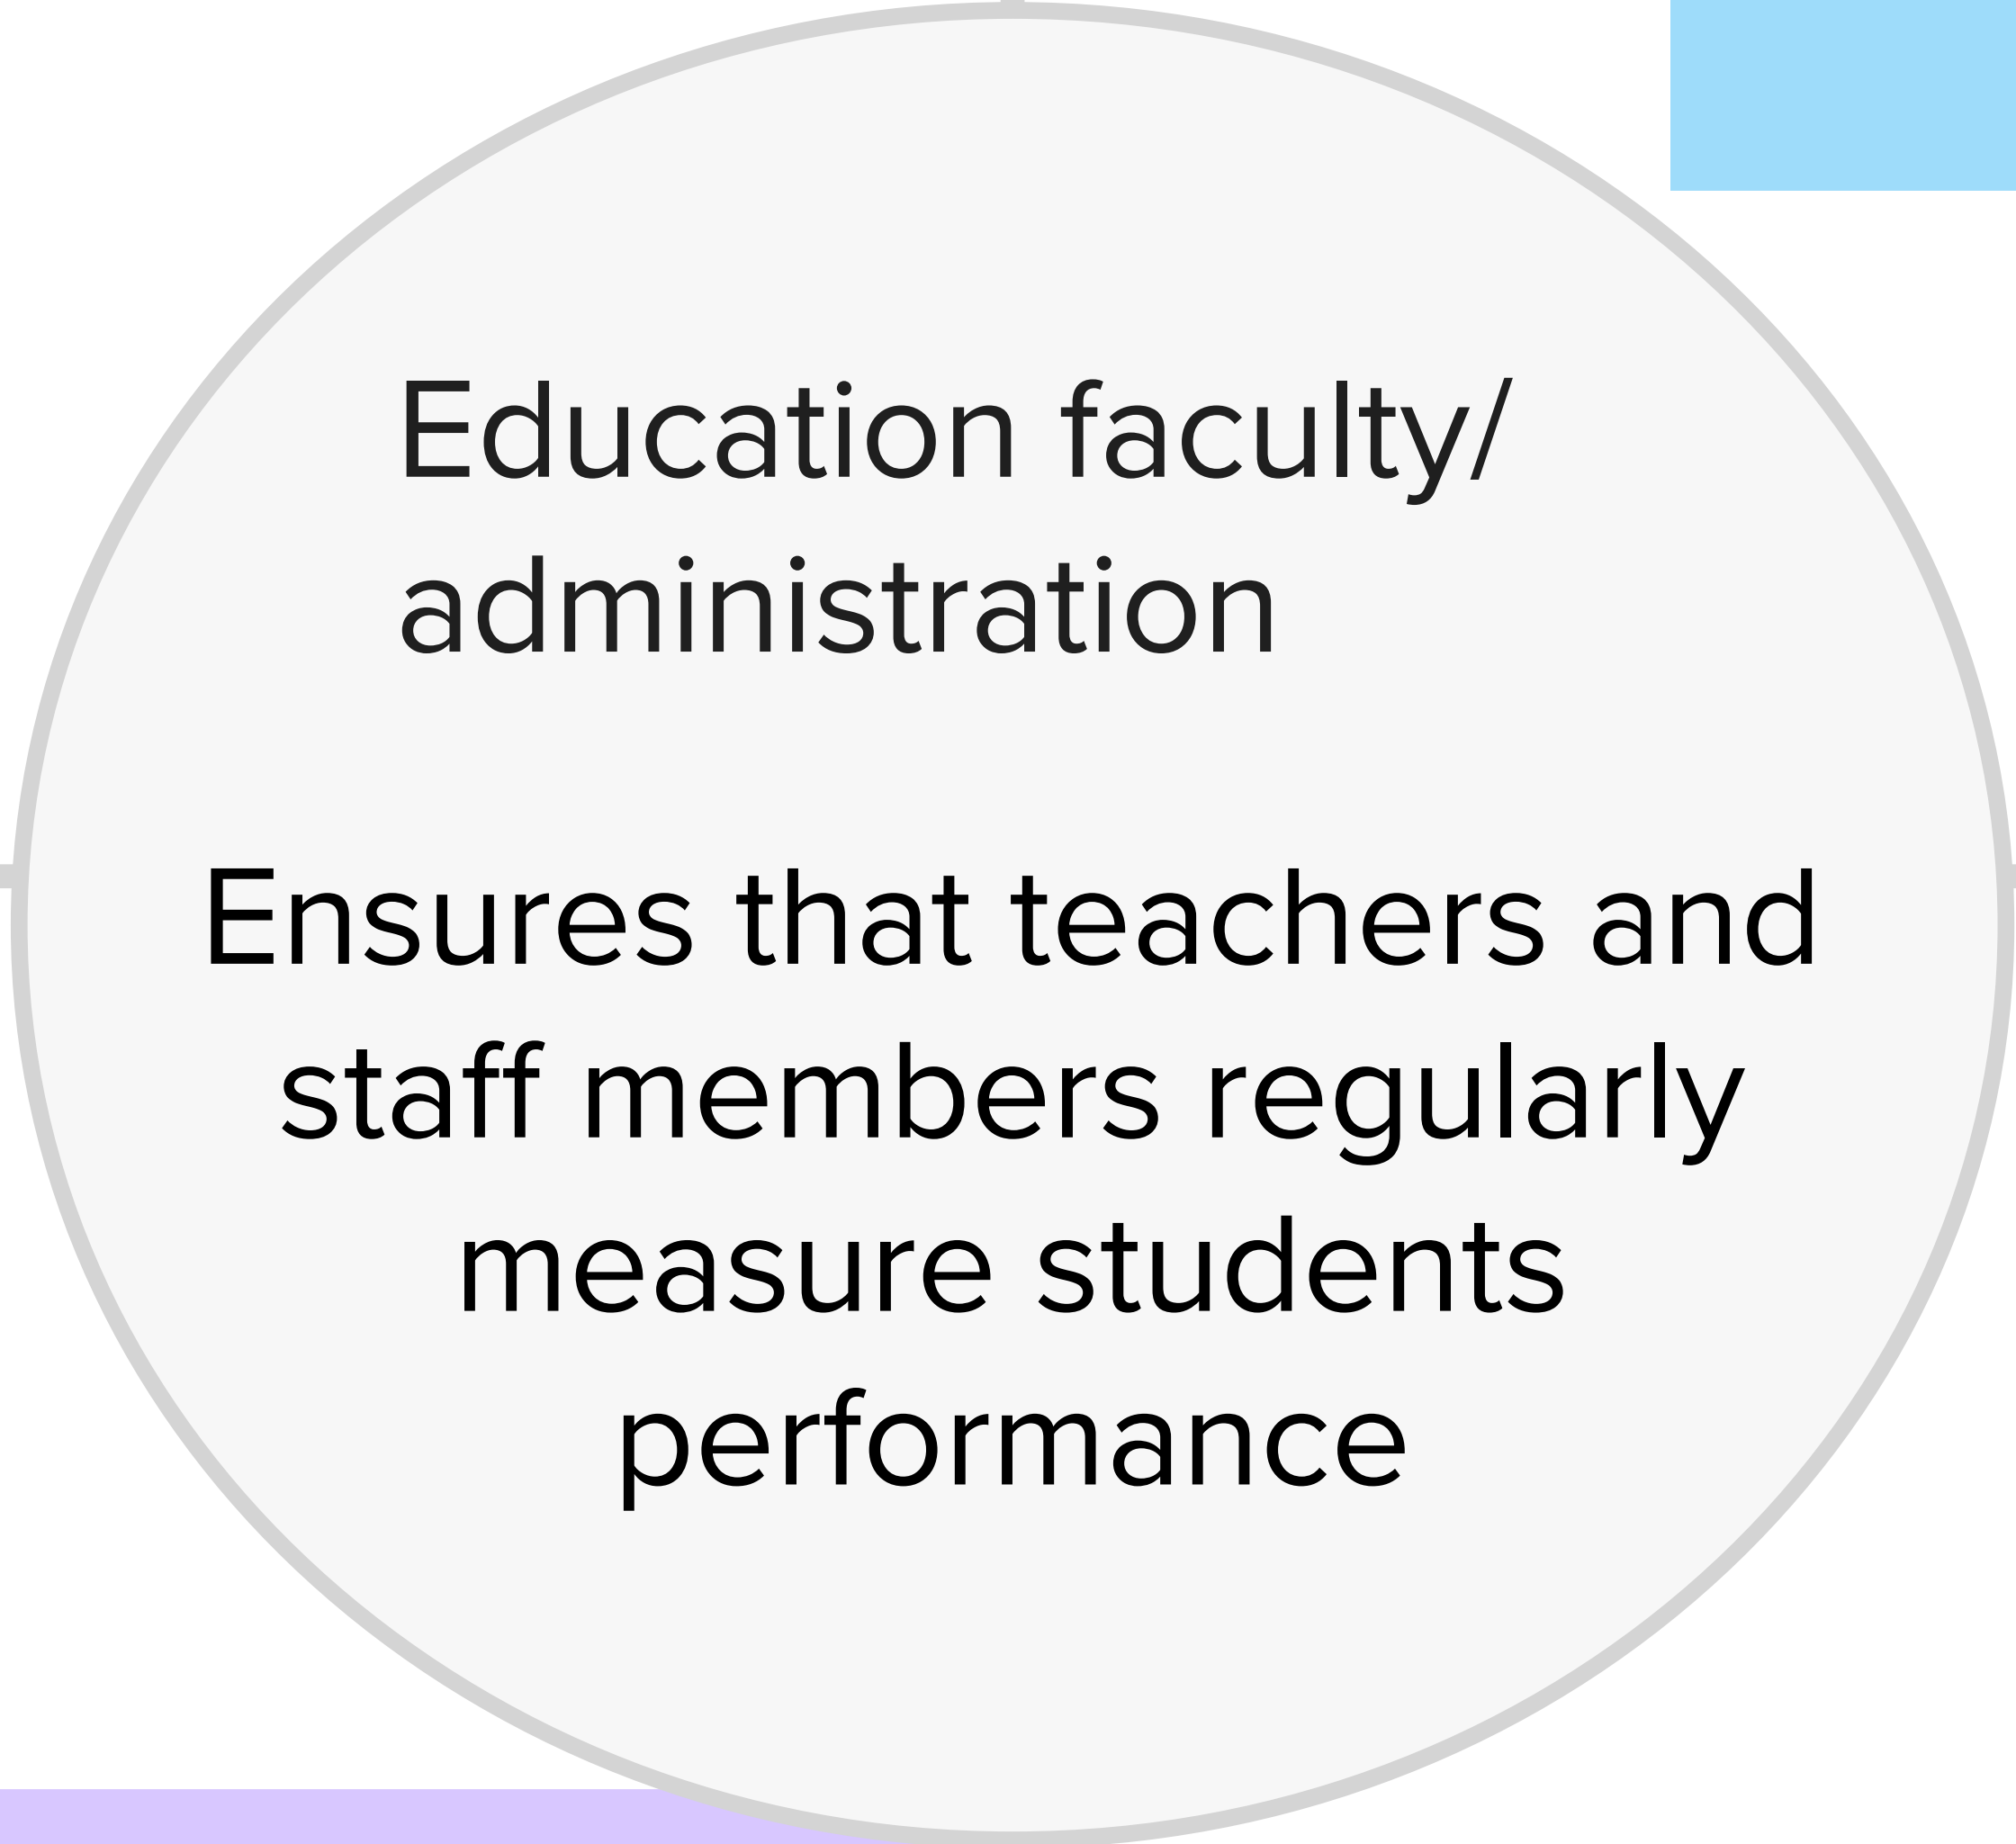 Education faculty/
administration
Ensures that teachers and
staff members regularly
measure students
performance